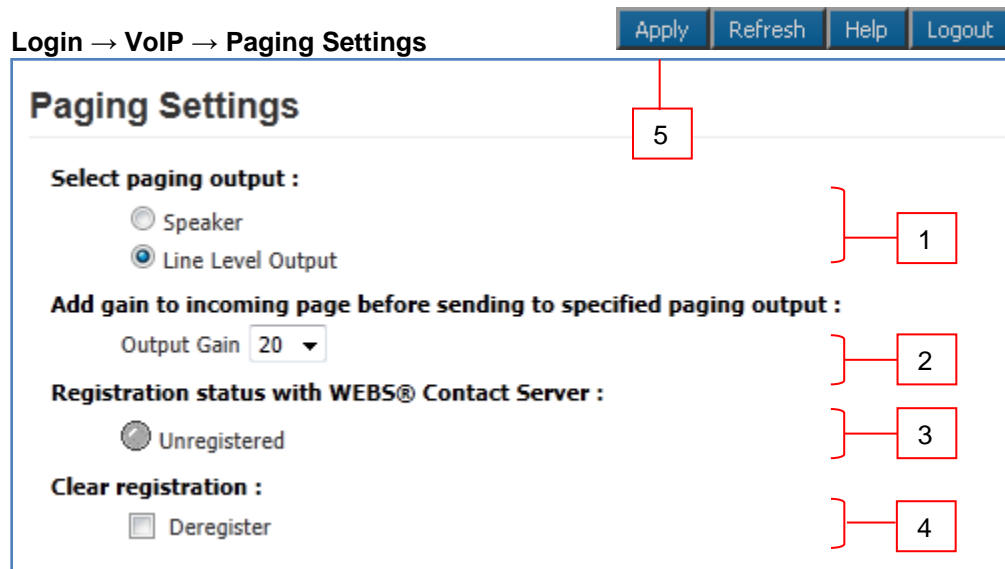 Login → VoIP → Paging Settings
Apply Refresh Help Logout
Paging Settings
5
Select paging output :
Speaker
1
Line Level Output
Add gain to incoming page before sending to specified paging output :
Output Gain 20
2
Registration status with WEBS® Contact Server :
Unregistered
3
Clear registration :
Deregister
4